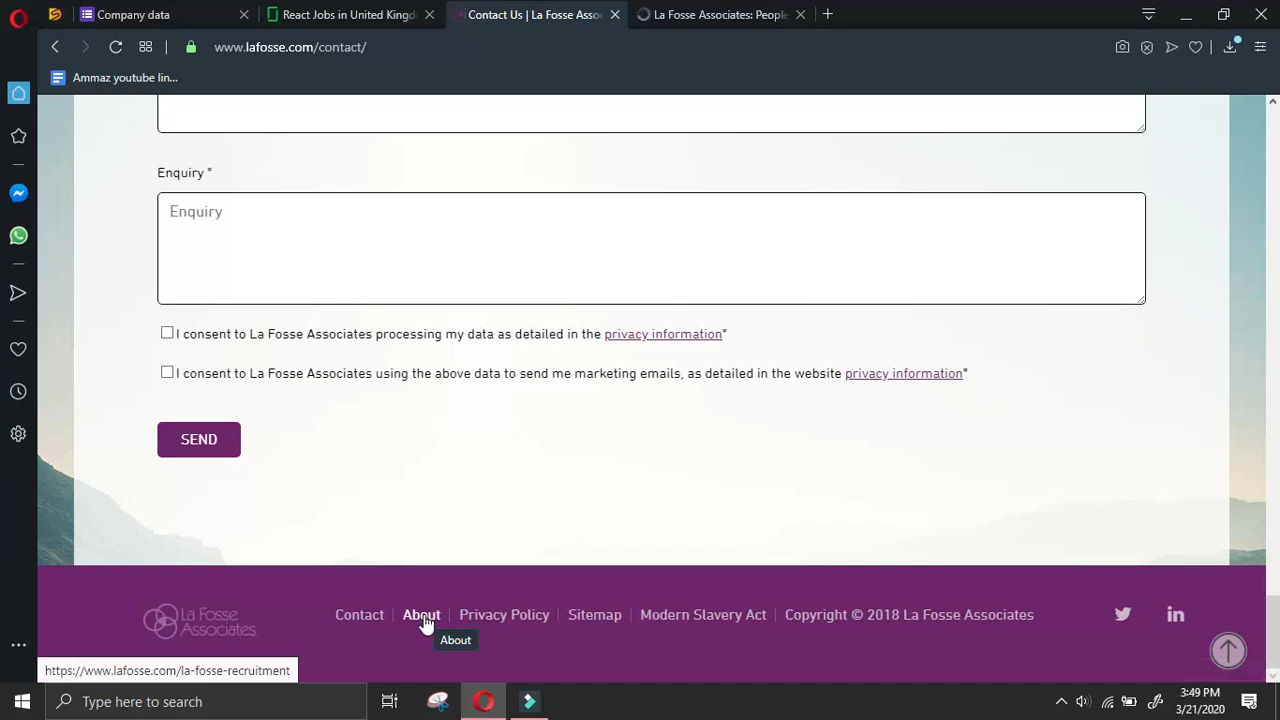 Company data
React Jobs in United Kingd
Contact Us | La Fosse Assoc
La Fosse Associates: People
www.lafosse.com/contact/
Ammaz youtube lin...
Enquiry *
Enquiry
I consent to La Fosse Associates processing my data as detailed in the privacy information*
I consent to La Fosse Associates using the above data to send me marketing emails, as detailed in the website privacy information*
SEND
La Fosse
Associates
Contact
About
Privacy Policy
Sitemap
Modern Slavery Act
Copyright © 2018 La Fosse Associates
About
https://www.lafosse.com/la-fosse-recruitment
Type here to search
3:49 PM
3/21/2020